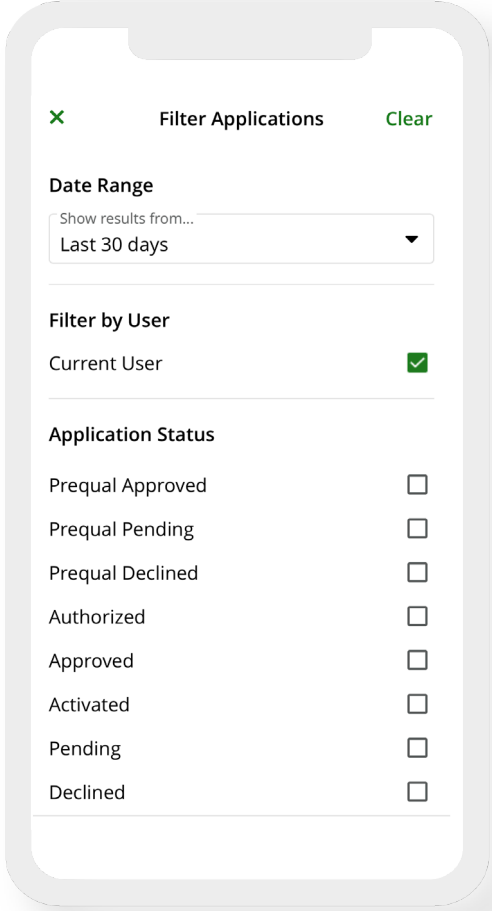 Filter Applications Clear
Date Range
Show results from...
Last 30 days
Filter by User
Current User
Application Status
Prequal Approved
Prequal Pending
Prequal Declined
Authorized
Approved
Activated
Pending
Declined